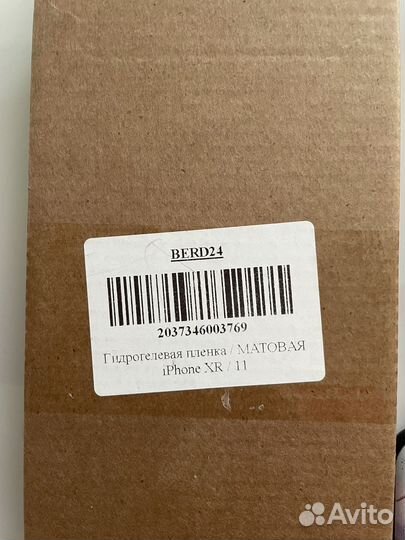 BERD24
2037346003769
Гидрогелевая пленка / МАТОВАЯ
iPhone XR / 11
Avito